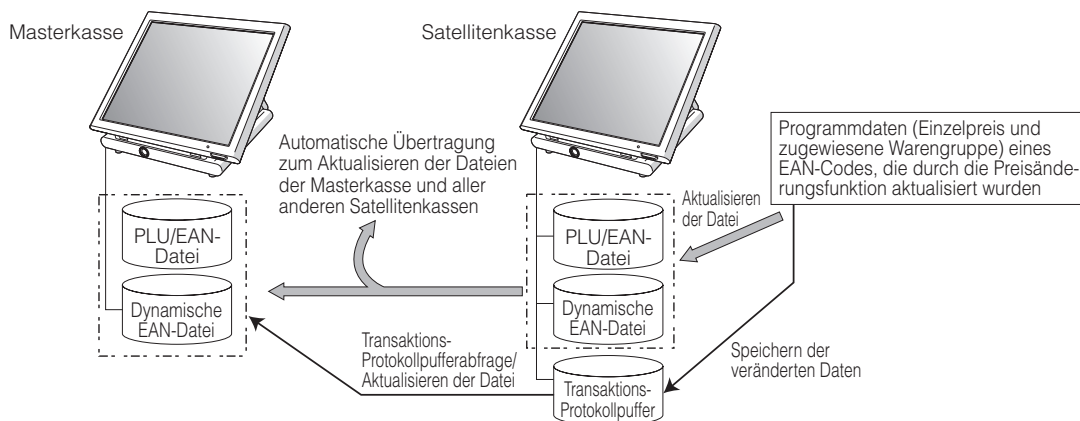 Masterkasse
Satellitenkasse
Automatische Übertragung
zum Aktualisieren der Dateien
der Masterkasse und aller
anderen Satellitenkassen
Programmdaten (Einzelpreis und
zugewiesene Warengruppe) eines
EAN-Codes, die durch die Preisände-
rungsfunktion aktualisiert wurden
Aktualisieren
der Datei
PLU/EAN-
Datei
Dynamische
EAN-Datei
PLU/EAN-
Datei
Dynamische
EAN-Datei
Transaktions-
Protokollpufferabfrage/
Aktualisieren der Datei
Transaktions-
Protokollpuffer
Speichern der
veränderten Daten